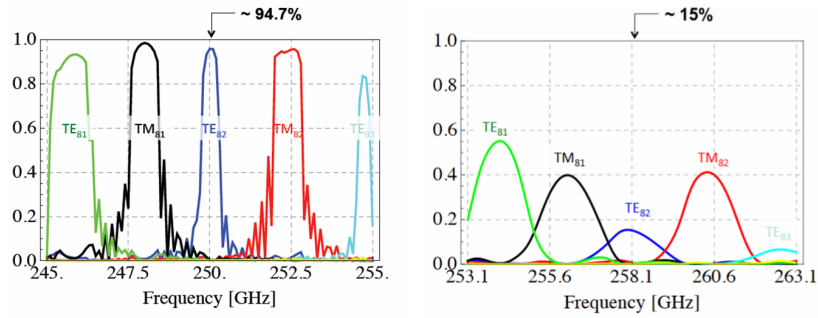 ~ 94.7%
1.0
0.8
0.6
0.4
0.2
0.0
TE81
TM81
TE82
TM82
TE83
245
247.5
250
252.5
255.
Frequency [GHz]
~ 15%
1.0
0.8
0.6
0.4
0.2
0.0
TE81
TM81
TE82
TM82
TE83
253.1
255.6
258.1
260.6
263.1
Frequency [GHz]